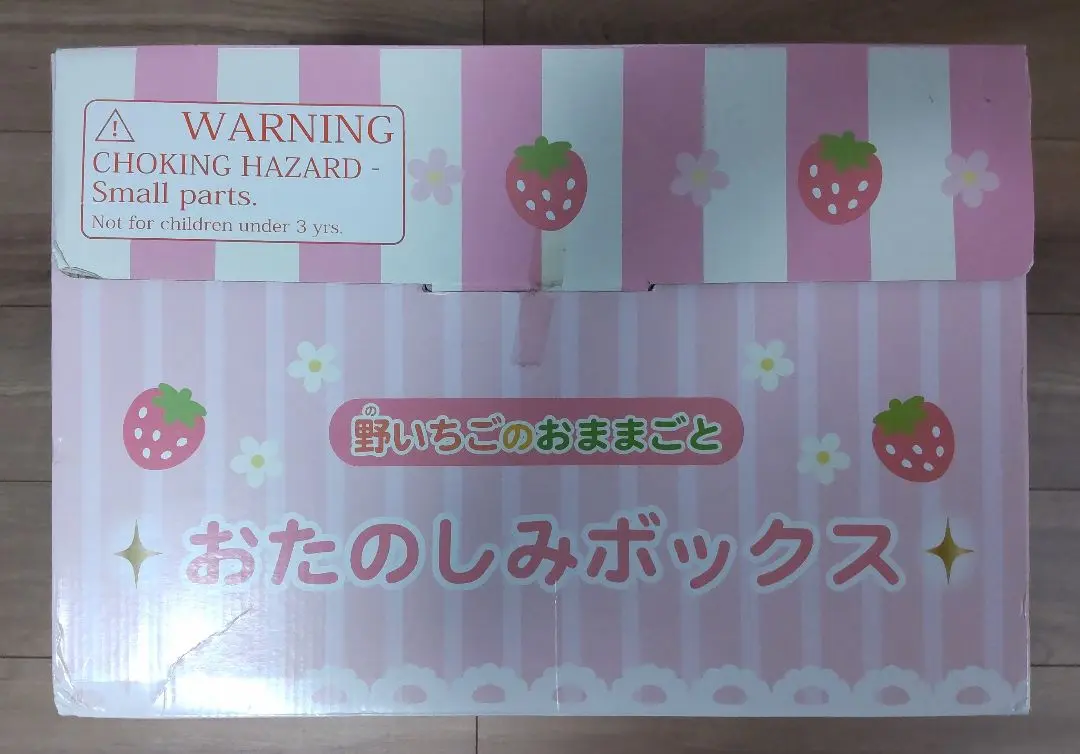 WARNING
CHOKING HAZARD -
Small parts.
Not for children under 3 yrs.
の
野いちごのおままごと
おたのしみボックス